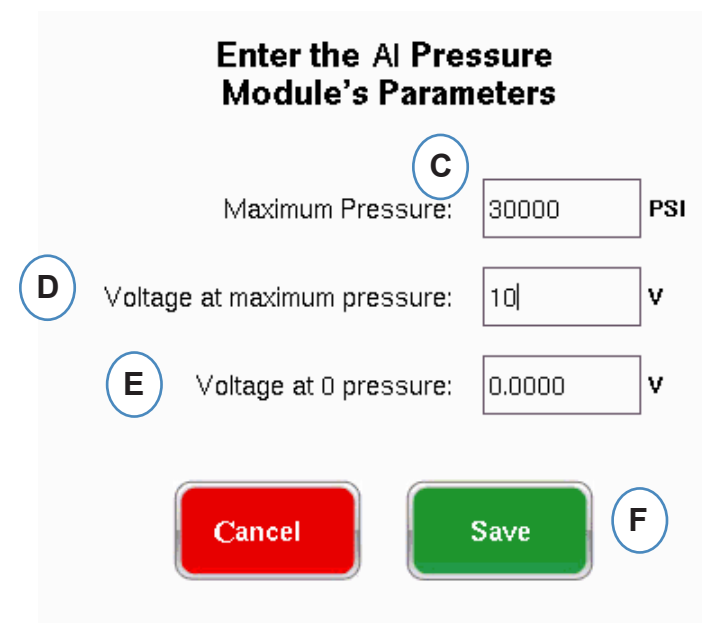 Enter the AI Pressure
Module's Parameters
C
Maximum Pressure: 30000 PSI
D Voltage at maximum pressure: 10 V
E Voltage at 0 pressure: 0.0000 V
Cancel Save F